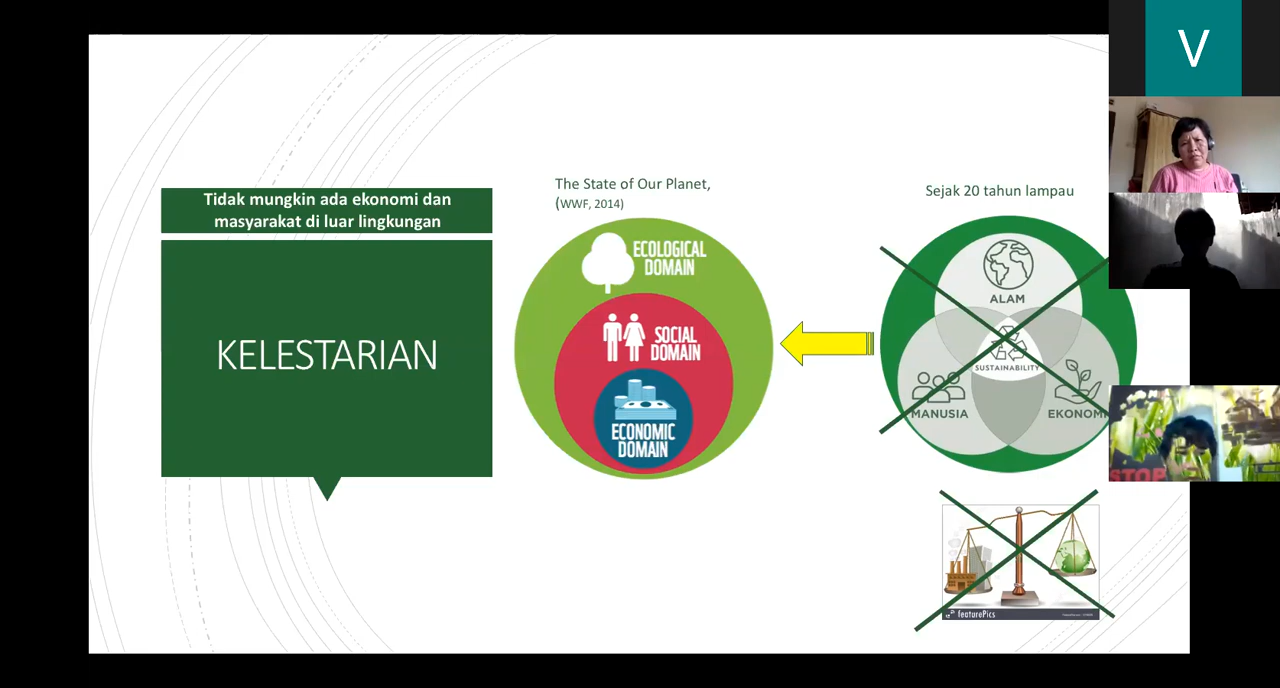 Tidak mungkin ada ekonomi dan
masyarakat di luar lingkungan
KELESTARIAN
The State of Our Planet,
(WWF, 2014)
ECOLOGICAL
DOMAIN
SOCIAL
DOMAIN
ECONOMIC
DOMAIN
Sejak 20 tahun lampau
ALAM
SUSTAINABILITY
MANUSIA
EKONOMI
featurePics
V
STOP